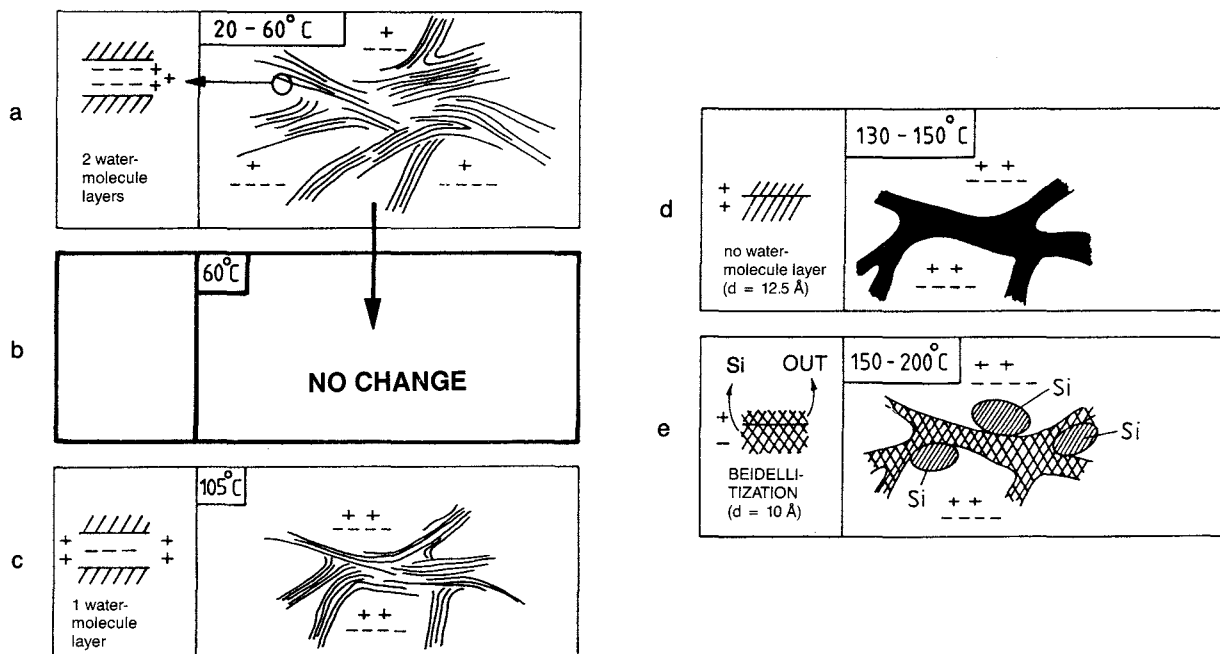 a
20 - 60°C
2 water-
molecule
layers
b
60°C
NO CHANGE
c
105°C
1 water-
molecule
layer
d
130 - 150°C
no water-
molecule layer
(d = 12.5 Å)
e
Si OUT
150 - 200°C
Si
Si
Si
BEIDELLI-
TIZATION
(d = 10 Å)